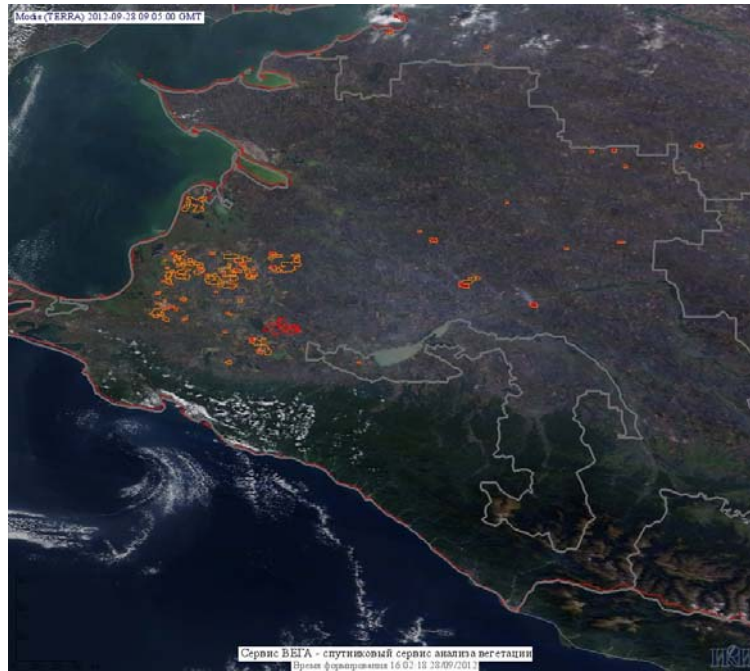 Modis (TERRA) 2012-09-28 09:05:00 GMT
Сервис ВЕГА - спутниковый сервис анализа вегетации
Время формирования 16:02:18 28/09/2012